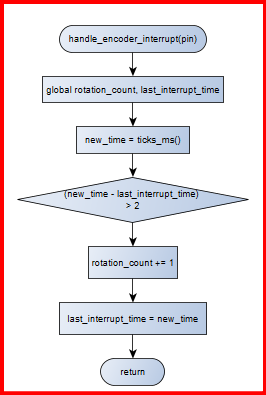 handle_encoder_interrupt(pin)
global rotation_count, last_interrupt_time
new_time = ticks_ms()
(new_time - last_interrupt_time)
> 2
rotation_count += 1
last_interrupt_time = new_time
return